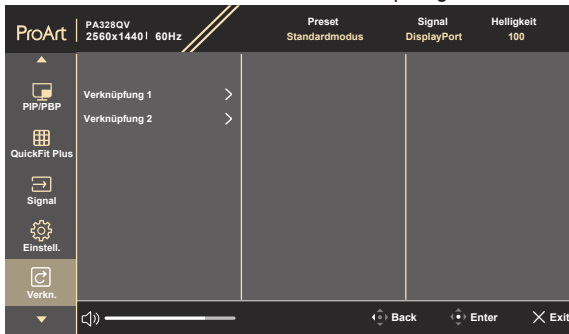 ProArt
PA328QV
2560x1440| 60Hz
Preset
Standardmodus
Signal
DisplayPort
Helligkeit
100
PIP/PBP
QuickFit Plus
Signal
Einstell.
Verkn.
Verknüpfung 1
Verknüpfung 2
Back
Enter
Exit